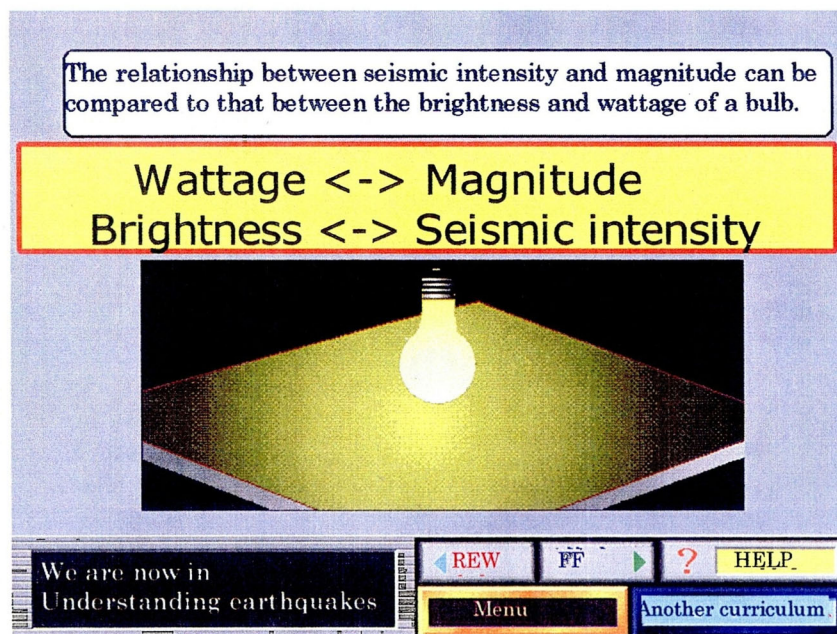 The relationship between seismic intensity and magnitude can be
compared to that between the brightness and wattage of a bulb.
Wattage <-> Magnitude
Brightness <-> Seismic intensity
We are now in
Understanding earthquakes
REW
FF
? HELP
Menu
Another curriculum